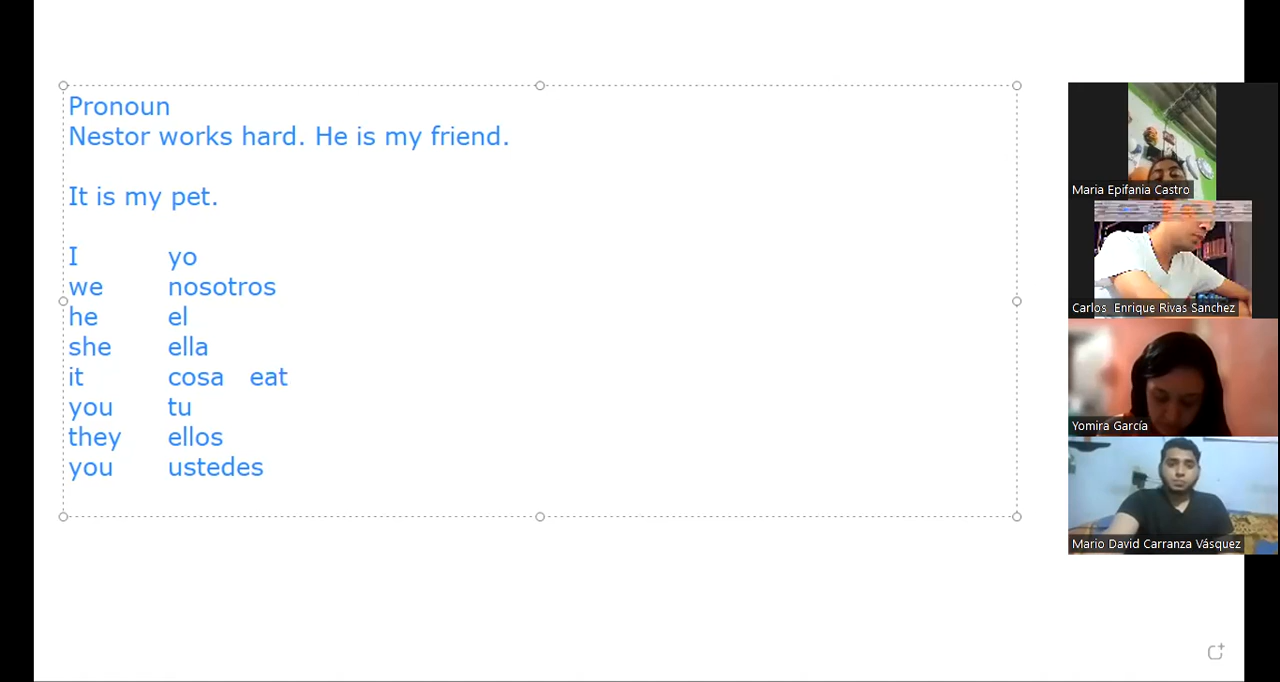 Pronoun
Nestor works hard. He is my friend.
It is my pet.
I yo
we nosotros
he el
she ella
it cosa eat
you tu
they ellos
you ustedes
Maria Epifania Castro
Carlos Enrique Rivas Sanchez
Yomira García
Mario David Carranza Vásquez